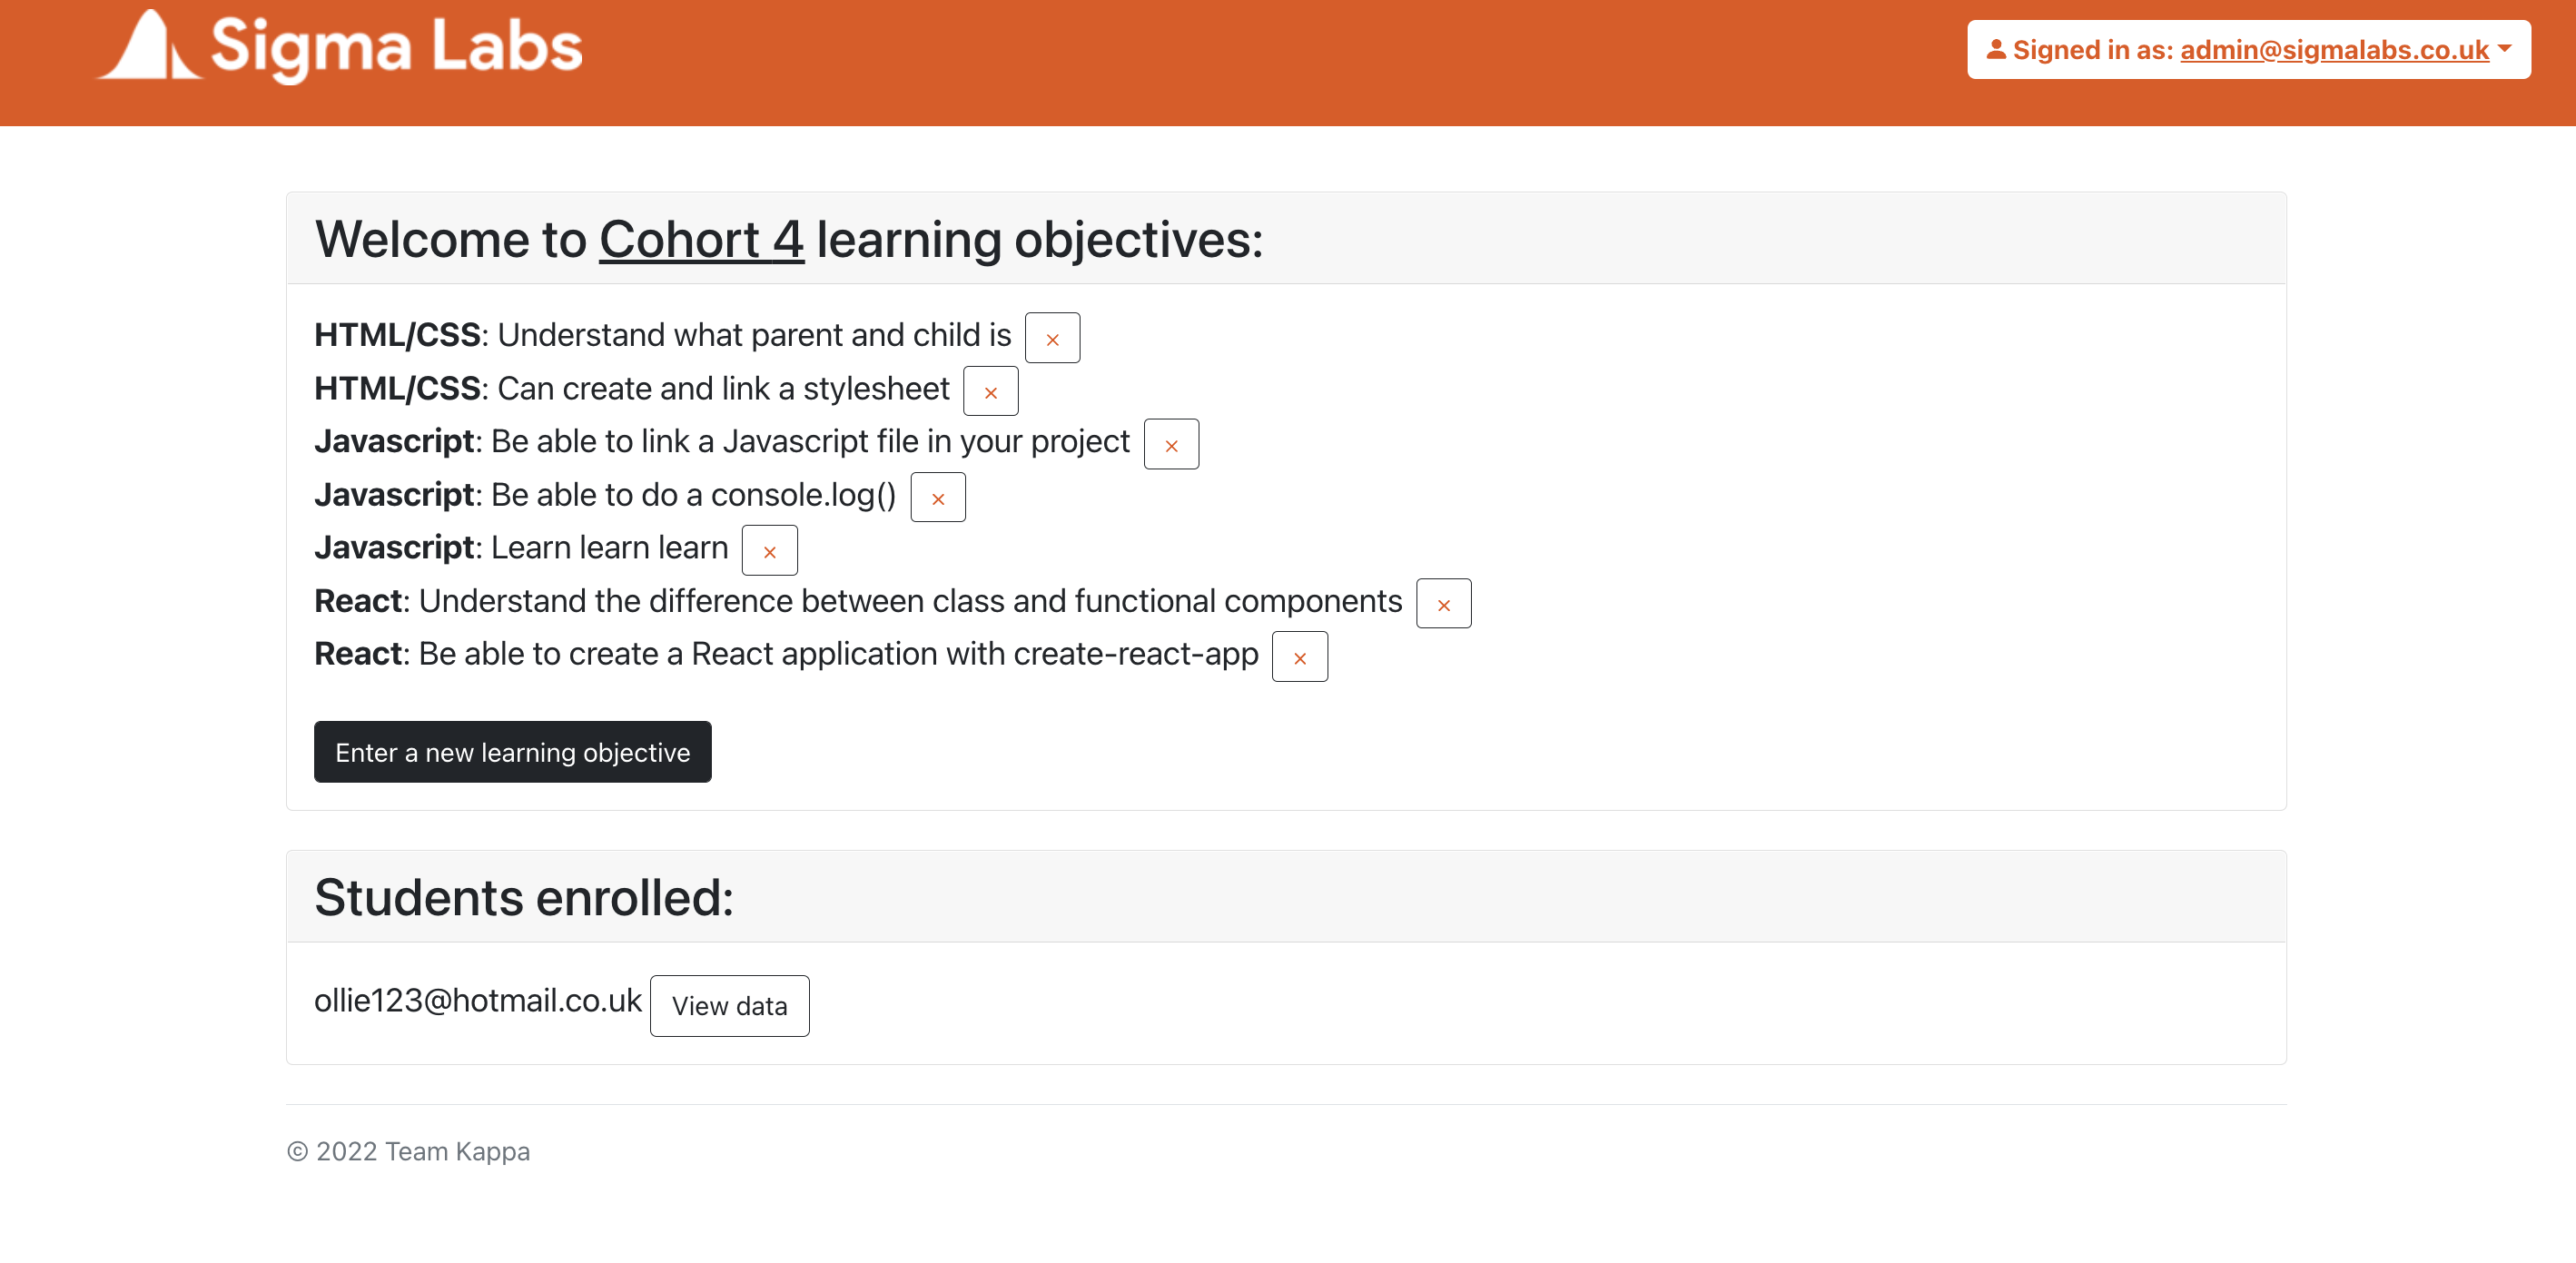 Sigma Labs
Signed in as: admin@sigmalabs.co.uk
Welcome to Cohort 4 learning objectives:
HTML/CSS: Understand what parent and child is ×
HTML/CSS: Can create and link a stylesheet ×
Javascript: Be able to link a Javascript file in your project ×
Javascript: Be able to do a console.log() ×
Javascript: Learn learn learn ×
React: Understand the difference between class and functional components ×
React: Be able to create a React application with create-react-app ×
Enter a new learning objective
Students enrolled:
ollie123@hotmail.co.uk View data
© 2022 Team Kappa